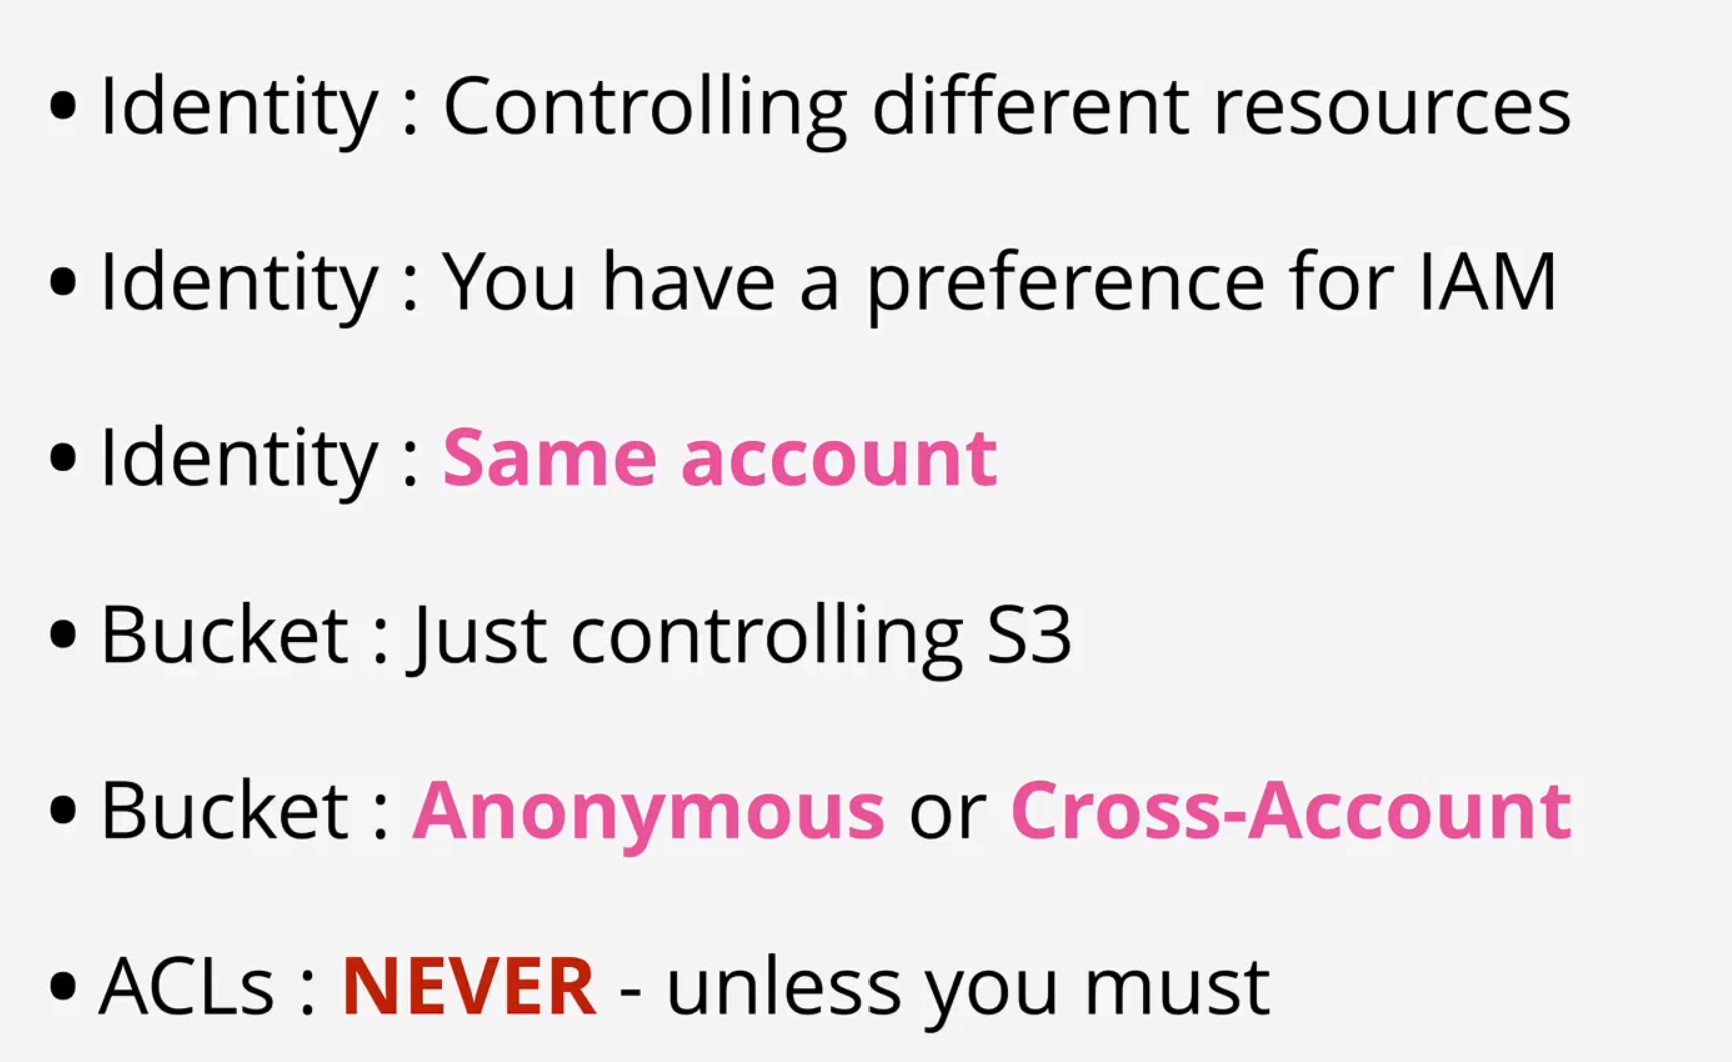 • Identity : Controlling different resources
• Identity : You have a preference for IAM
• Identity : Same account
• Bucket : Just controlling S3
• Bucket : Anonymous or Cross-Account
• ACLs : NEVER - unless you must